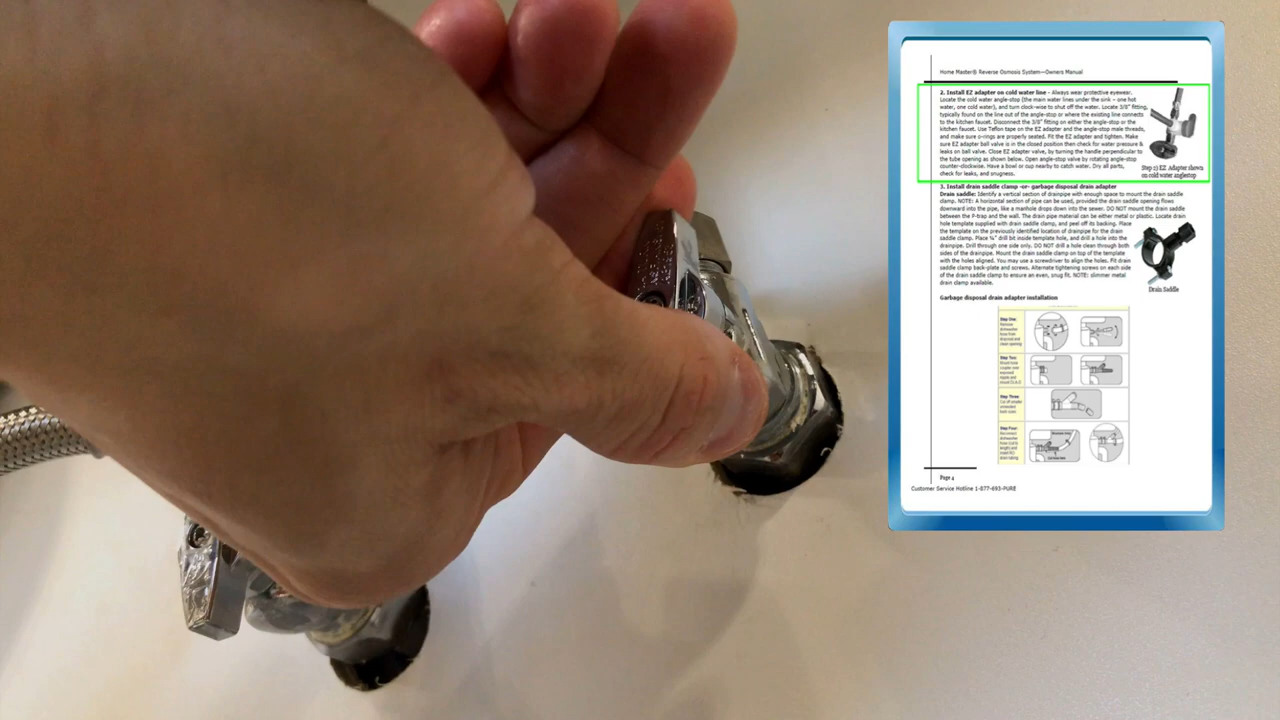 Home Master® Reverse Osmosis System—Owners Manual
2. Install EZ adapter on cold water line - Always wear protective eyewear.
Locate the cold water angle-stop (the main water lines under the sink – one hot
water, one cold water), and turn clock-wise to shut off the water. Locate 3/8" fitting,
typically found on the line out of the angle-stop or where the existing line connects
to the kitchen faucet. Disconnect the 3/8" fitting on either the angle-stop or the
kitchen faucet. Use Teflon tape on the EZ adapter and the angle-stop male threads,
and make sure o-rings are properly seated. Fit the EZ adapter and tighten. Make
sure EZ adapter ball valve is in the closed position then check for water pressure &
leaks on ball valve. Close EZ adapter valve, by turning the handle perpendicular to
the tube opening as shown below. Open angle-stop valve by rotating angle-stop
counter-clockwise. Have a bowl or cup nearby to catch water. Dry all parts,
check for leaks, and snugness.
Step 2) EZ Adapter shown
on cold water anglestop
3. Install drain saddle clamp -or- garbage disposal drain adapter
Drain saddle: Identify a vertical section of drainpipe with enough space to mount the drain saddle
clamp. NOTE: A horizontal section of pipe can be used, provided the drain saddle opening flows
downward into the pipe, like a manhole drops down into the sewer. DO NOT mount the drain saddle
between the P-trap and the wall. The drain pipe material can be either metal or plastic. Locate drain
hole template supplied with drain saddle clamp, and peel off its backing. Place
the template on the previously identified location of drainpipe for the drain
saddle clamp. Place ¼" drill bit inside template hole, and drill a hole into the
drainpipe. Drill through one side only. DO NOT drill a hole clean through both
sides of the drainpipe. Mount the drain saddle clamp on top of the template
with the holes aligned. You may use a screwdriver to align the holes. Fit drain
saddle clamp back-plate and screws. Alternate tightening screws on each side
of the drain saddle clamp to ensure an even, snug fit. NOTE: slimmer metal
drain clamp available.
Drain Saddle
Garbage disposal drain adapter installation
Step One:
Step Two:
Step Three
Step Four:
Page 4
Customer Service Hotline 1-877-693-PURE